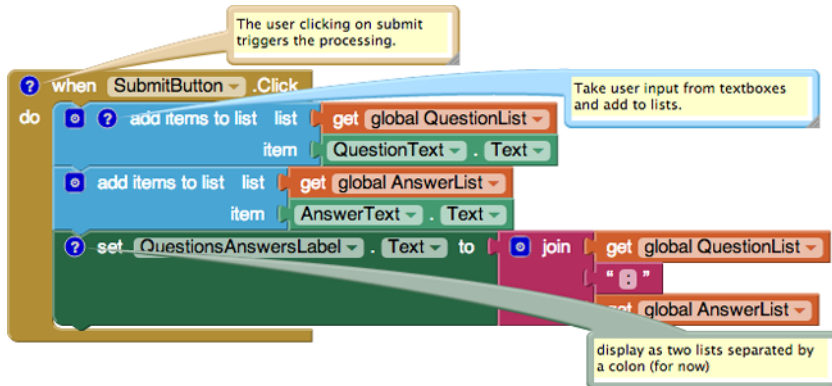 The user clicking on submit
triggers the processing.
when SubmitButton .Click
Take user input from textboxes
and add to lists.
do add items to list list get global QuestionList
item QuestionText . Text
add items to list list get global AnswerList
item AnswerText . Text
set QuestionsAnswersLabel . Text to join get global QuestionList
" : "
get global AnswerList
display as two lists separated by
a colon (for now)